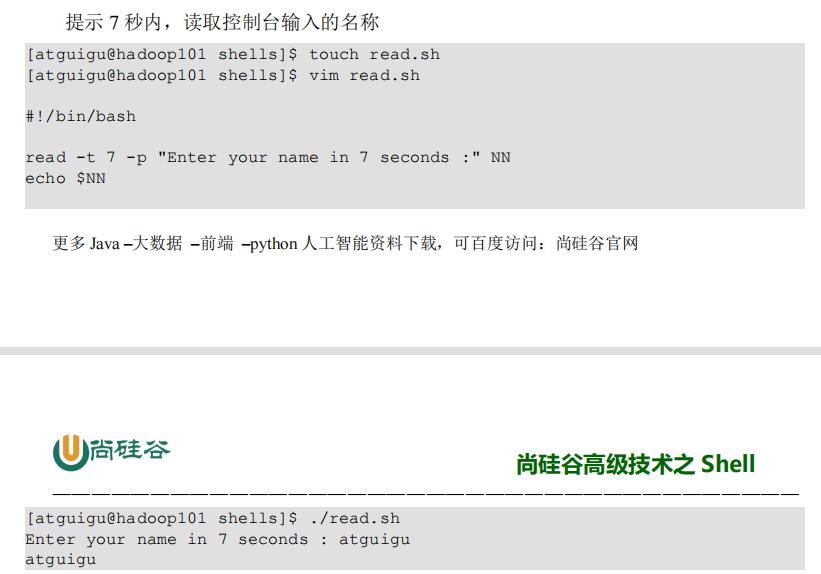 提示 7 秒内，读取控制台输入的名称
[atguigu@hadoop101 shells]$ touch read.sh
[atguigu@hadoop101 shells]$ vim read.sh
#!/bin/bash
read -t 7 -p "Enter your name in 7 seconds :" NN
echo $NN
更多 Java –大数据 –前端 –python 人工智能资料下载，可百度访问：尚硅谷官网
尚硅谷
尚硅谷高级技术之 Shell
[atguigu@hadoop101 shells]$ ./read.sh
Enter your name in 7 seconds : atguigu
atguigu